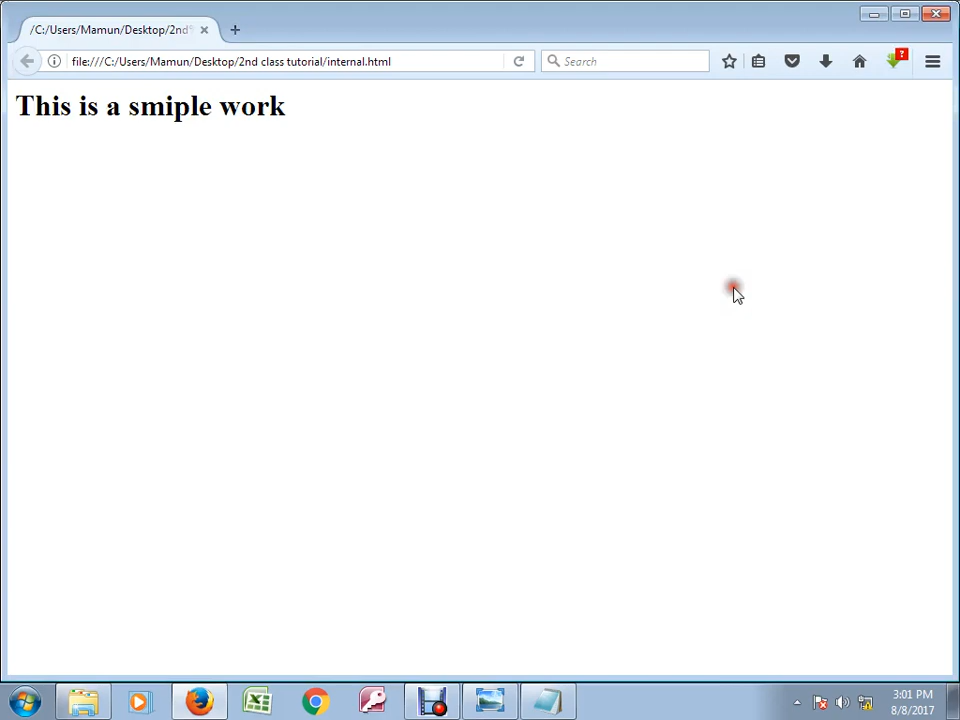 /C:/Users/Mamun/Desktop/2nd
file:///C:/Users/Mamun/Desktop/2nd class tutorial/internal.html
Search
?
This is a smiple work
3:01 PM
8/8/2017